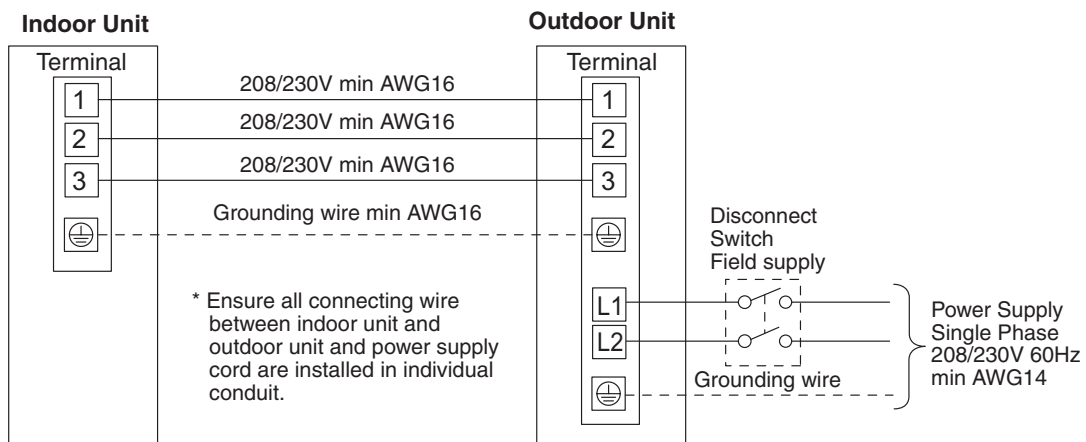 Indoor Unit
Outdoor Unit
Terminal
Terminal
1
208/230V min AWG16
1
2
208/230V min AWG16
2
3
208/230V min AWG16
3
Grounding wire min AWG16
Disconnect
Switch
Field supply
* Ensure all connecting wire
between indoor unit and
outdoor unit and power supply
cord are installed in individual
conduit.
L1
L2
Grounding wire
Power Supply
Single Phase
208/230V 60Hz
min AWG14